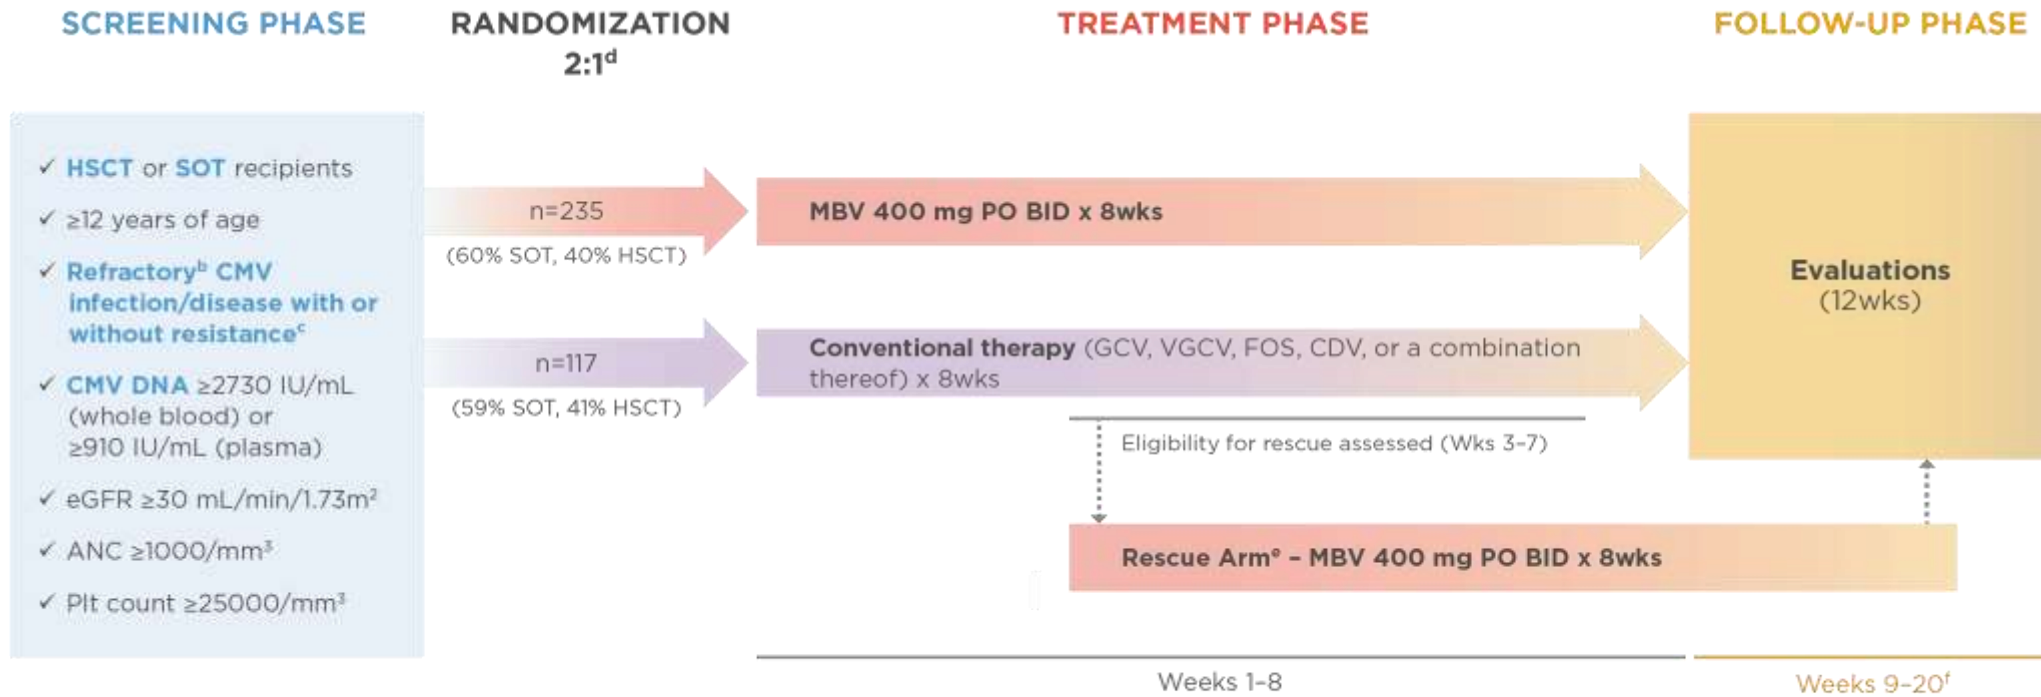 SCREENING PHASE
RANDOMIZATION
2:1ᵈ
TREATMENT PHASE
FOLLOW-UP PHASE
✓ HSCT or SOT recipients
✓ ≥12 years of age
✓ Refractoryᵇ CMV
infection/disease with or
without resistanceᶜ
✓ CMV DNA ≥2730 IU/mL
(whole blood) or
≥910 IU/mL (plasma)
✓ eGFR ≥30 mL/min/1.73m²
✓ ANC ≥1000/mm³
✓ Plt count ≥25000/mm³
n=235
(60% SOT, 40% HSCT)
n=117
(59% SOT, 41% HSCT)
MBV 400 mg PO BID x 8wks
Conventional therapy (GCV, VGCV, FOS, CDV, or a combination
thereof) x 8wks
Eligibility for rescue assessed (Wks 3–7)
Rescue Armᵉ – MBV 400 mg PO BID x 8wks
Evaluations
(12wks)
Weeks 1–8
Weeks 9–20ᶠ